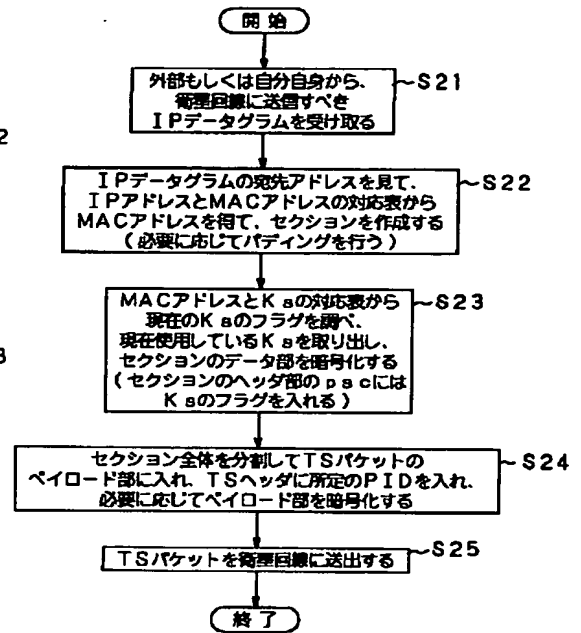 開始
外部もしくは自分自身から、
衛星回線に送信すべき
IPデータグラムを受け取る
S21
2
IPデータグラムの宛先アドレスを見て、
IPアドレスとMACアドレスの対応表から
MACアドレスを得て、セクションを作成する
(必要に応じてパディングを行う)
S22
MACアドレスとKsの対応表から
現在のKsのフラグを調べ、
現在使用しているKsを取り出し、
セクションのデータ部を暗号化する
(セクションのヘッダ部のpscには
Ksのフラグを入れる)
S23
セクション全体を分割してTSパケットの
ペイロード部に入れ、TSヘッダに所定のPIDを入れ、
必要に応じてペイロード部を暗号化する
S24
TSパケットを衛星回線に送出する
S25
終了